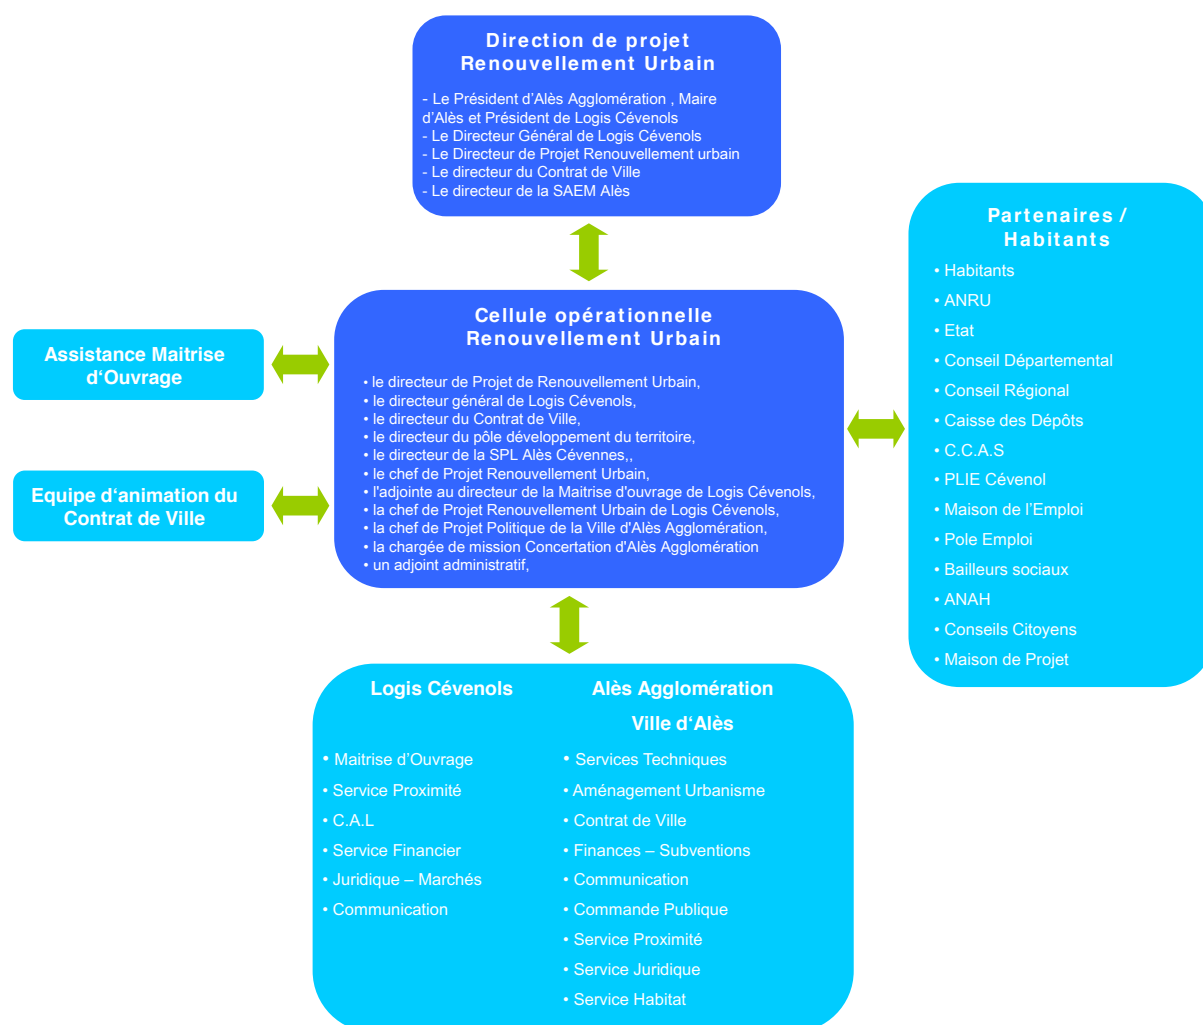 Direction de projet
Renouvellement Urbain
- Le Président d’Alès Agglomération , Maire
d’Alès et Président de Logis Cévenols
- Le Directeur Général de Logis Cévenols
- Le Directeur de Projet Renouvellement urbain
- Le directeur du Contrat de Ville
- Le directeur de la SAEM Alès
Partenaires /
Habitants
• Habitants
• ANRU
• Etat
• Conseil Départemental
• Conseil Régional
• Caisse des Dépôts
• C.C.A.S
• PLIE Cévenol
• Maison de l’Emploi
• Pole Emploi
• Bailleurs sociaux
• ANAH
• Conseils Citoyens
• Maison de Projet
Cellule opérationnelle
Renouvellement Urbain
• le directeur de Projet de Renouvellement Urbain,
• le directeur général de Logis Cévenols,
• le directeur du Contrat de Ville,
• le directeur du pôle développement du territoire,
• le directeur de la SPL Alès Cévennes,,
• le chef de Projet Renouvellement Urbain,
• l'adjointe au directeur de la Maitrise d'ouvrage de Logis Cévenols,
• la chef de Projet Renouvellement Urbain de Logis Cévenols,
• la chef de Projet Politique de la Ville d'Alès Agglomération,
• la chargée de mission Concertation d'Alès Agglomération
• un adjoint administratif,
Assistance Maitrise
d‘Ouvrage
Equipe d‘animation du
Contrat de Ville
Logis Cévenols
• Maitrise d’Ouvrage
• Service Proximité
• C.A.L
• Service Financier
• Juridique – Marchés
• Communication
Alès Agglomération
Ville d‘Alès
• Services Techniques
• Aménagement Urbanisme
• Contrat de Ville
• Finances – Subventions
• Communication
• Commande Publique
• Service Proximité
• Service Juridique
• Service Habitat